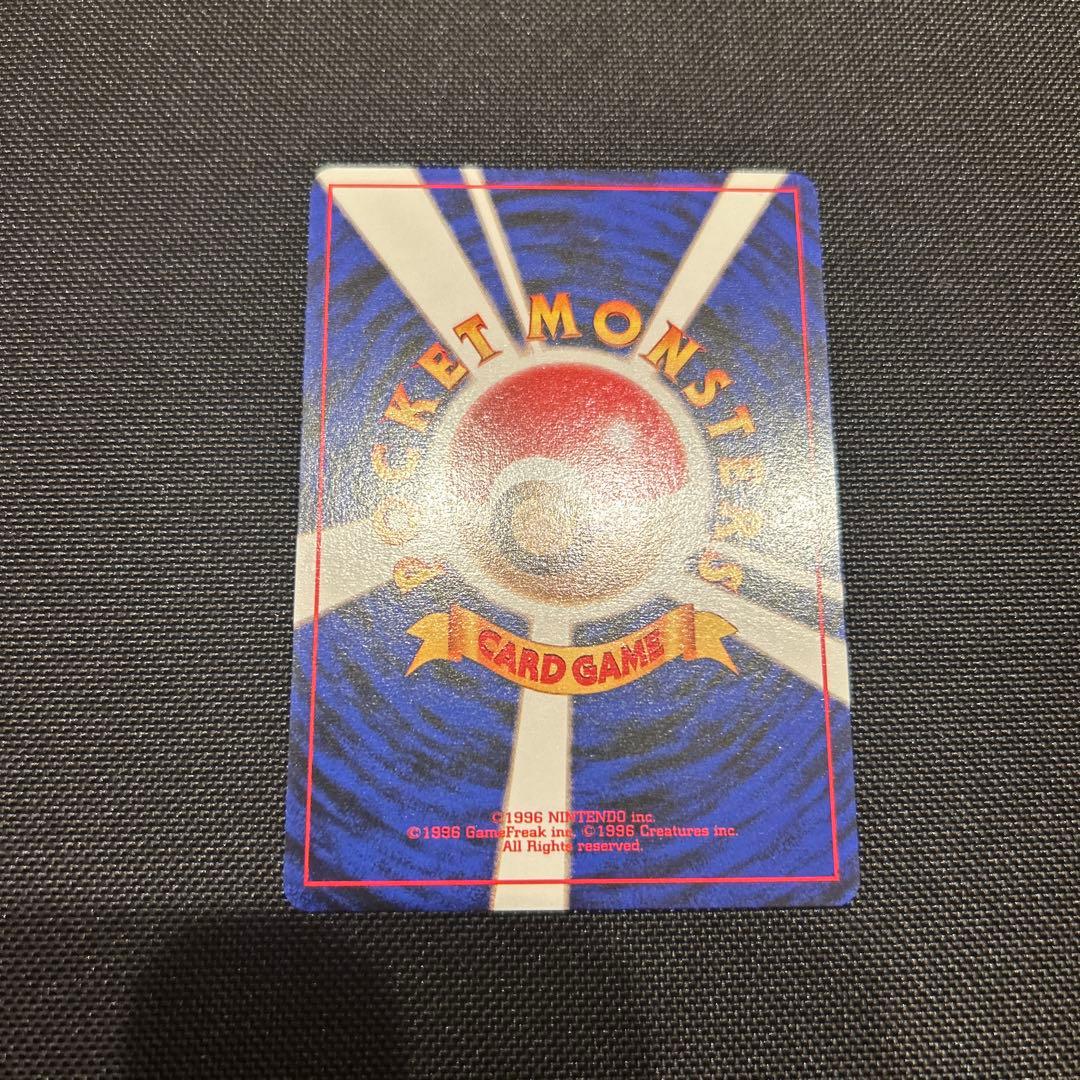 POCKET MONSTERS
CARD GAME
©1996 NINTENDO inc.
©1996 GameFreak inc. ©1996 Creatures inc.
All Rights reserved.